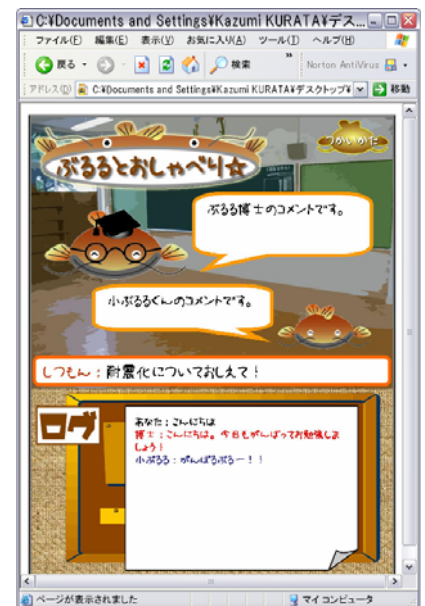 C:¥Documents and Settings¥Kazumi KURATA¥デス...
ファイル(F) 編集(E) 表示(V) お気に入り(A) ツール(T) ヘルプ(H)
戻る 検索 » Norton AntiVirus
アドレス(D) C:¥Documents and Settings¥Kazumi KURATA¥デスクトップ¥ 移動
ぶるるとおしゃべり☆
つかいかた
ぶるる博士のコメントです。
小ぶるるくんのコメントです。
しつもん：耐震化についておしえて！
ログ
あなた：こんにちは
博士：こんにちは。今日もがんばってお勉強しま
しょう！
小ぶるる：がんばるぶるー！！
ページが表示されました マイ コンピュータ